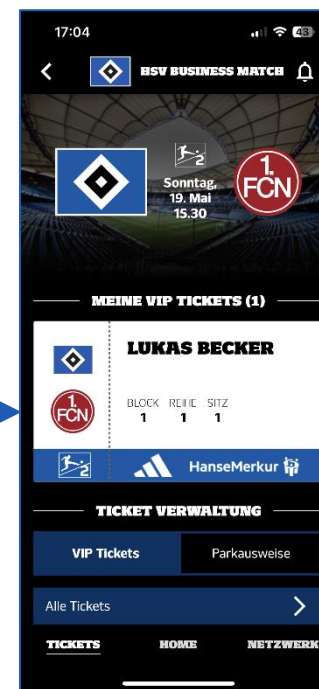 17:04 43
HSV BUSINESS MATCH
2
Sonntag,
19. Mai
15.30
1.
FCN
MEINE VIP TICKETS (1)
LUKAS BECKER
1.
FCN
BLOCK REIHE SITZ
1 1 1
2 HanseMerkur
TICKET VERWALTUNG
VIP Tickets Parkausweise
Alle Tickets
TICKETS HOME NETZWERK